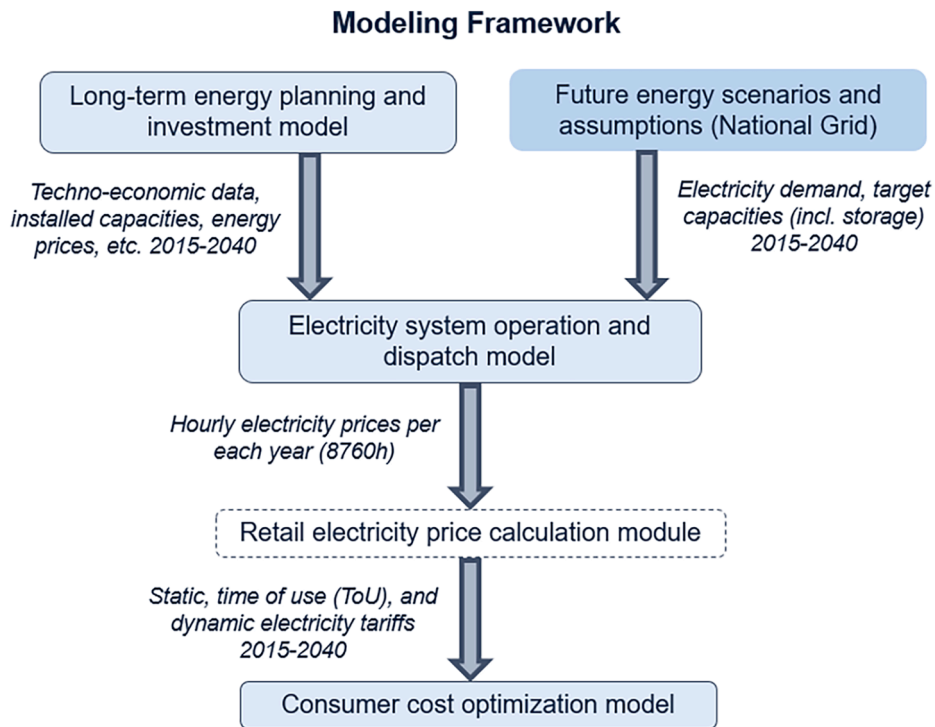 Modeling Framework
Long-term energy planning and
investment model
Future energy scenarios and
assumptions (National Grid)
Techno-economic data,
installed capacities, energy
prices, etc. 2015-2040
Electricity demand, target
capacities (incl. storage)
2015-2040
Electricity system operation and
dispatch model
Hourly electricity prices per
each year (8760h)
Retail electricity price calculation module
Static, time of use (ToU), and
dynamic electricity tariffs
2015-2040
Consumer cost optimization model